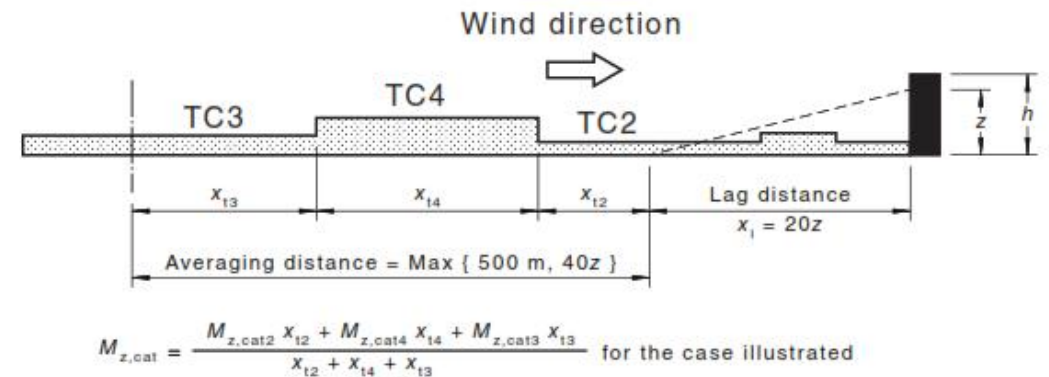 Wind direction
TC3
TC4
TC2
z
h
x_t3
x_t4
x_t2
Lag distance
x_i = 20z
Averaging distance = Max { 500 m, 40z }
M_z,cat = (M_z,cat2 x_t2 + M_z,cat4 x_t4 + M_z,cat3 x_t3) / (x_t2 + x_t4 + x_t3) for the case illustrated